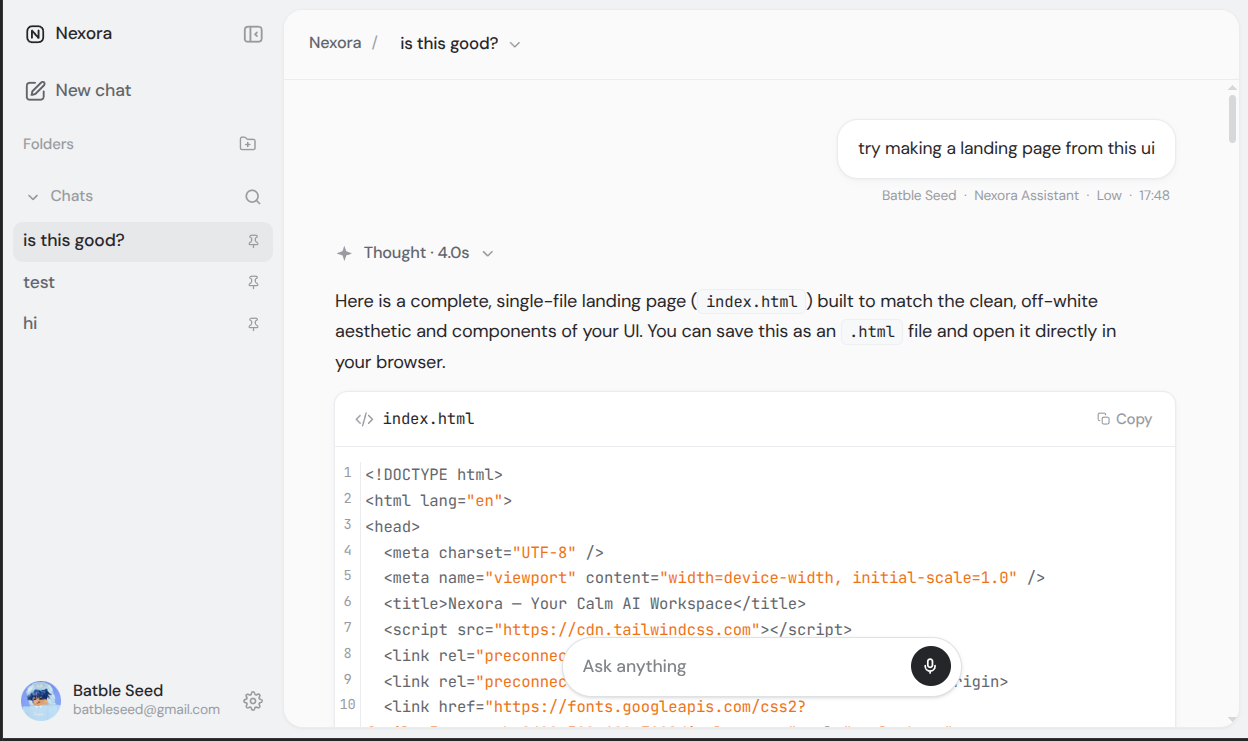 Nexora
New chat
Folders
Chats
is this good?
test
hi
Batble Seed
batbleseed@gmail.com
Nexora / is this good?
try making a landing page from this ui
Batble Seed · Nexora Assistant · Low · 17:48
Thought · 4.0s
Here is a complete, single-file landing page ( index.html ) built to match the clean, off-white
aesthetic and components of your UI. You can save this as an .html file and open it directly in
your browser.
</> index.html
Copy
1 <!DOCTYPE html>
2 <html lang="en">
3 <head>
4 <meta charset="UTF-8" />
5 <meta name="viewport" content="width=device-width, initial-scale=1.0" />
6 <title>Nexora — Your Calm AI Workspace</title>
7 <script src="https://cdn.tailwindcss.com"></script>
8 <link rel="preconnec
9 <link rel="preconnec rigin>
10 <link href="https://fonts.googleapis.com/css2?
Ask anything